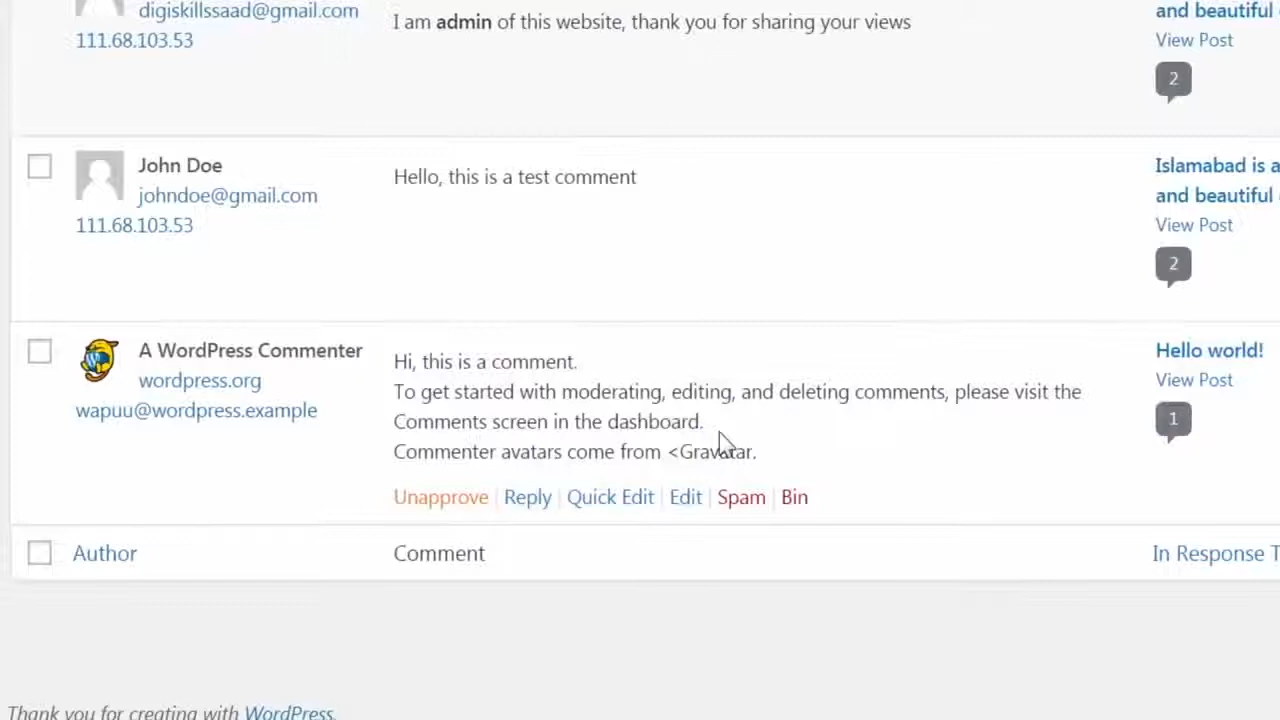 digiskillssaad@gmail.com
111.68.103.53
I am admin of this website, thank you for sharing your views
and beautiful
View Post
2
John Doe
johndoe@gmail.com
111.68.103.53
Hello, this is a test comment
Islamabad is a
and beautiful
View Post
2
A WordPress Commenter
wordpress.org
wapuu@wordpress.example
Hi, this is a comment.
To get started with moderating, editing, and deleting comments, please visit the
Comments screen in the dashboard.
Commenter avatars come from <Gravatar.
Unapprove | Reply | Quick Edit | Edit | Spam | Bin
Hello world!
View Post
1
Author
Comment
In Response T
Thank you for creating with WordPress.